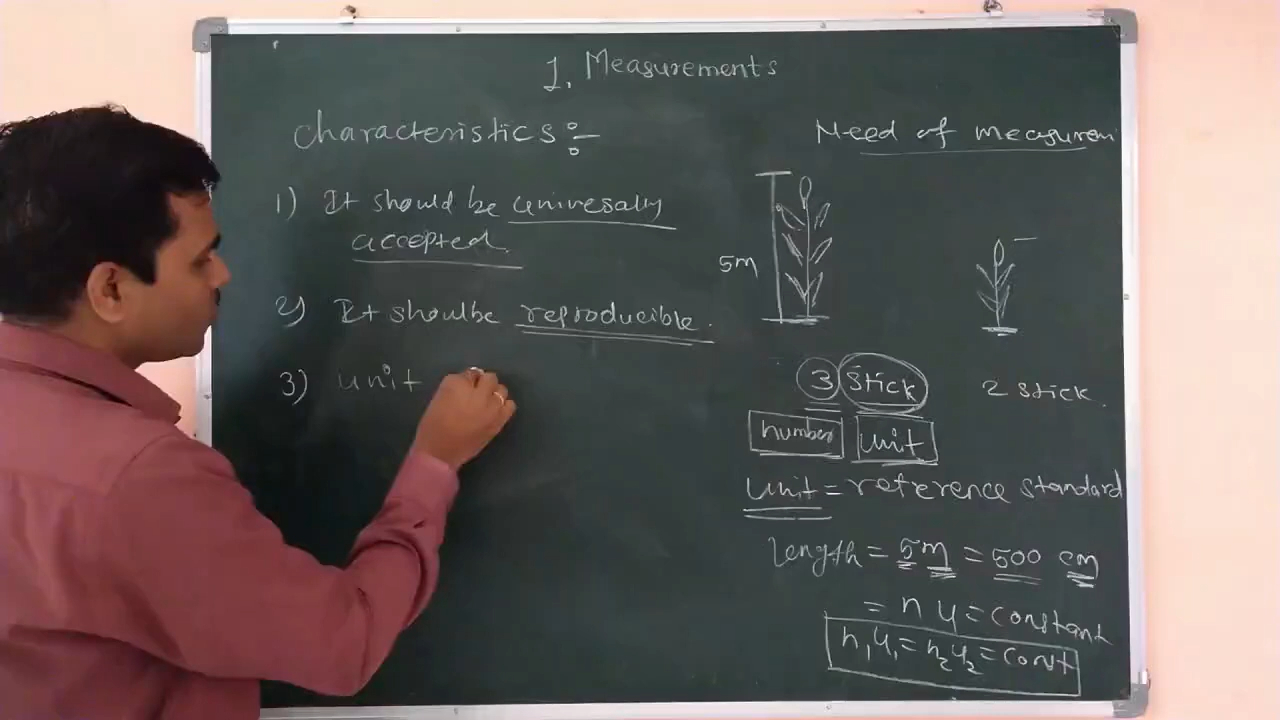 1. Measurements
characteristics :-
1) It should be univesally
accepted.
2) It shoulbe reproducible.
3) unit
Need of measurem
5m
3 stick
2 stick.
number unit
unit = reference standard
length = 5 m = 500 cm
= n u = constant
n₁u₁ = n₂u₂ = const